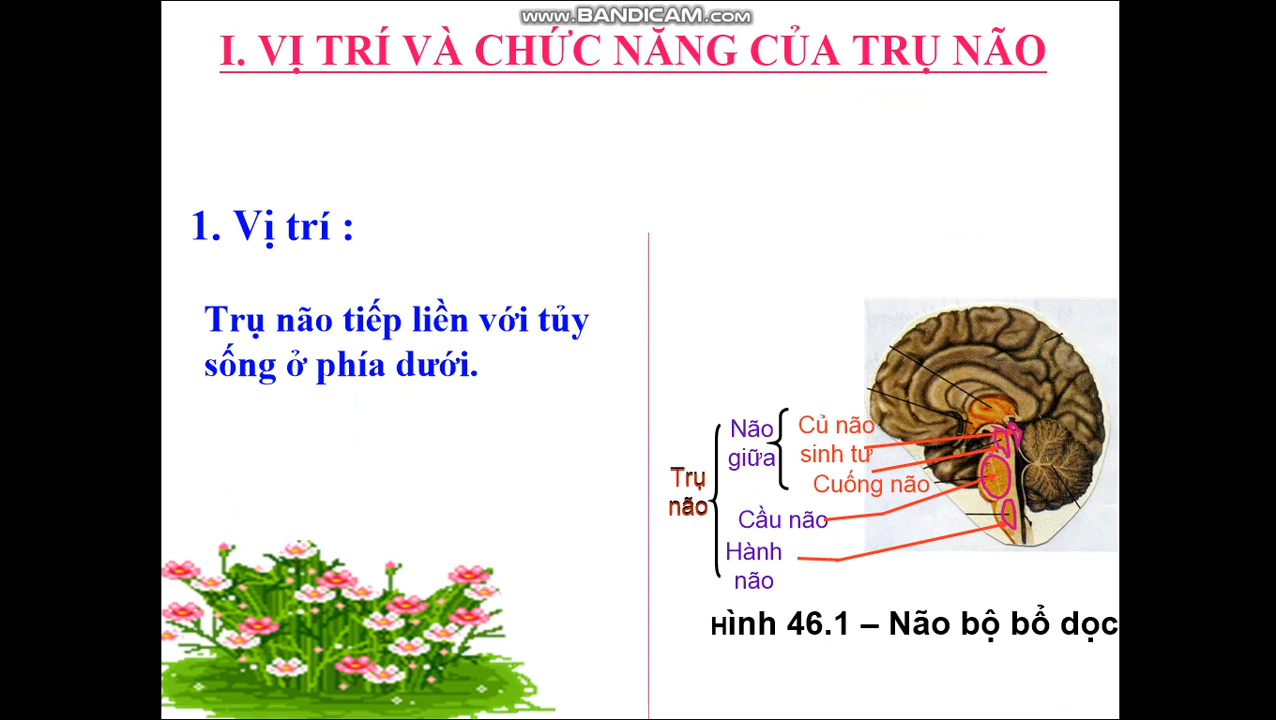 www.BANDICAM.com
I. VỊ TRÍ VÀ CHỨC NĂNG CỦA TRỤ NÃO
1. Vị trí :
Trụ não tiếp liền với tủy
sống ở phía dưới.
Trụ
não
Não
giữa
Củ não
sinh tư
Cuống não
Cầu não
Hành
não
Hình 46.1 – Não bộ bổ dọc